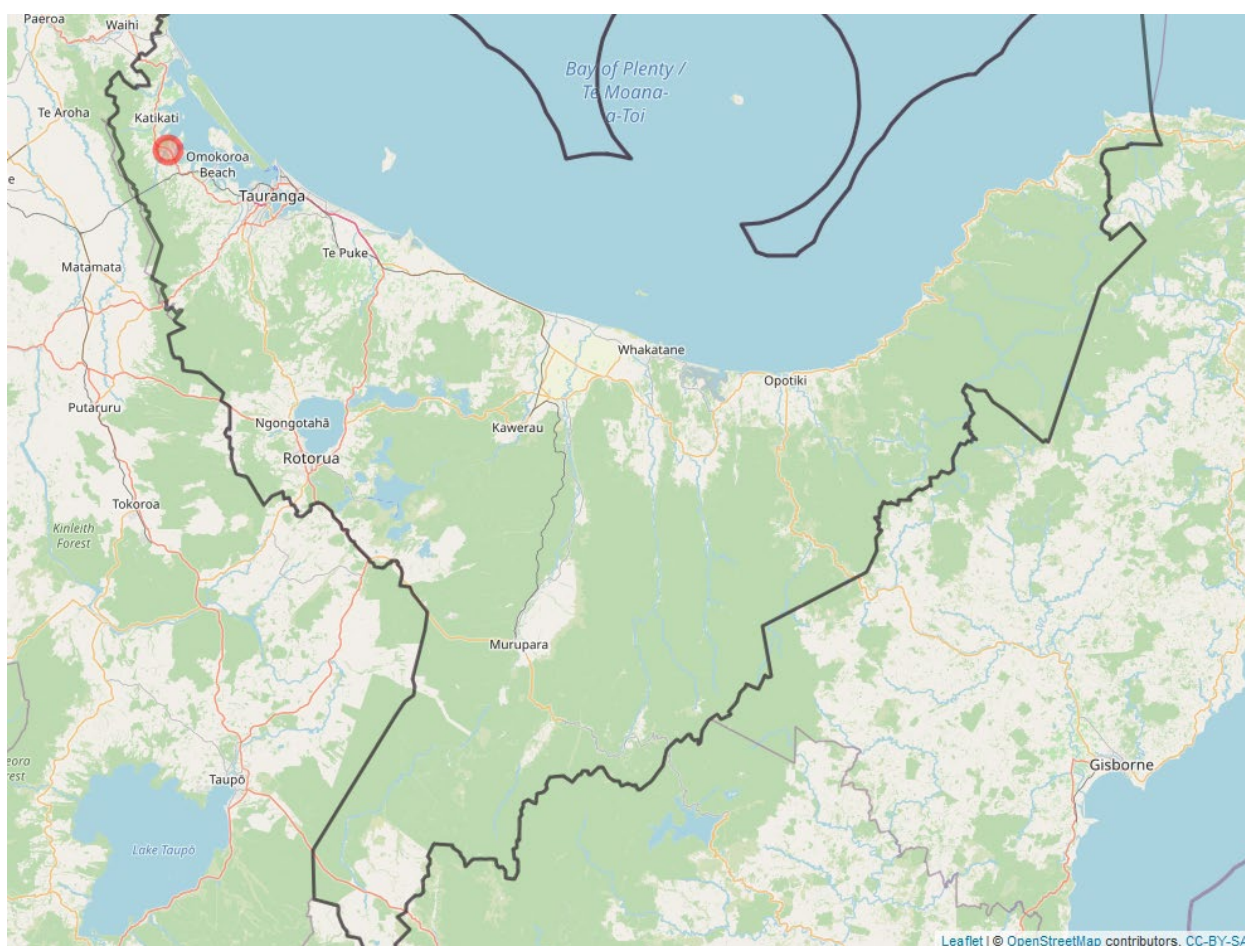 Paeroa
Waihi
Te Aroha
Katikati
Omokoroa
Beach
Tauranga
Te Puke
Matamata
Bay of Plenty /
Te Moana-
a-Toi
Whakatane
Opotiki
Putaruru
Ngongotahā
Rotorua
Kawerau
Tokoroa
Kinleith
Forest
Murupara
Taupō
Lake Taupō
Gisborne
Leaflet | © OpenStreetMap contributors, CC-BY-SA